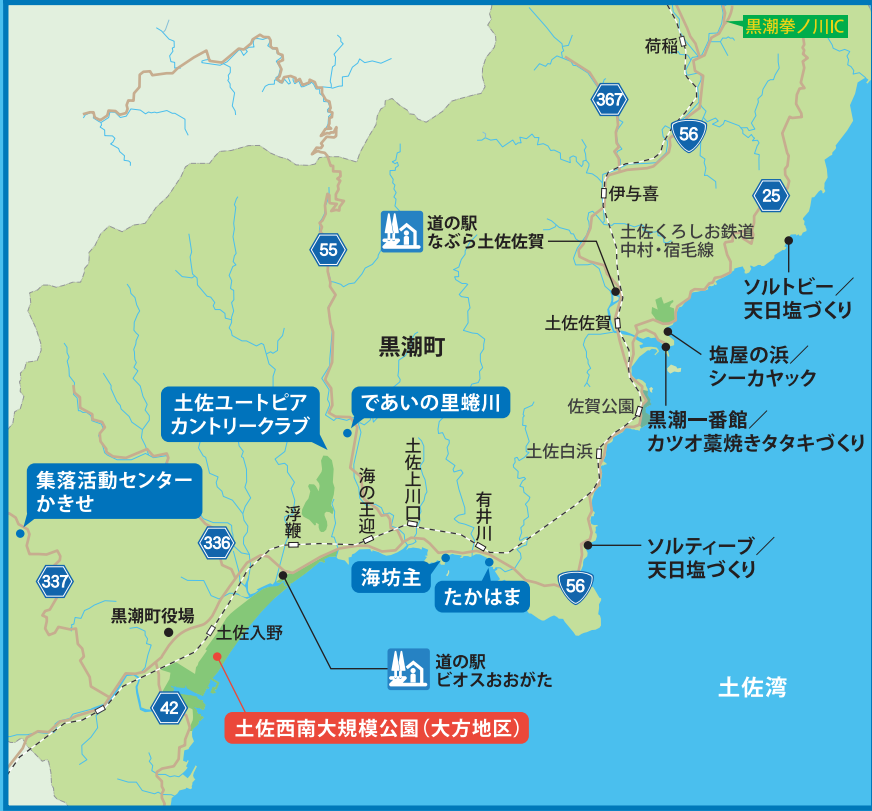 黒潮拳ノ川IC
荷稲
367
56
伊与喜
25
道の駅
なぶら土佐佐賀
土佐くろしお鉄道
中村・宿毛線
55
ソルトビー／
天日塩づくり
土佐佐賀
黒潮町
塩屋の浜／
シーカヤック
土佐ユートピア
カントリークラブ
であいの里蜷川
佐賀公園
黒潮一番館／
カツオ藁焼きタタキづくり
土佐白浜
集落活動センター
かきせ
土佐上川口
海の王迎
有井川
浮鞭
336
ソルティーブ／
天日塩づくり
337
海坊主
たかはま
56
黒潮町役場
土佐入野
道の駅
ビオスおおがた
土佐湾
42
土佐西南大規模公園（大方地区）